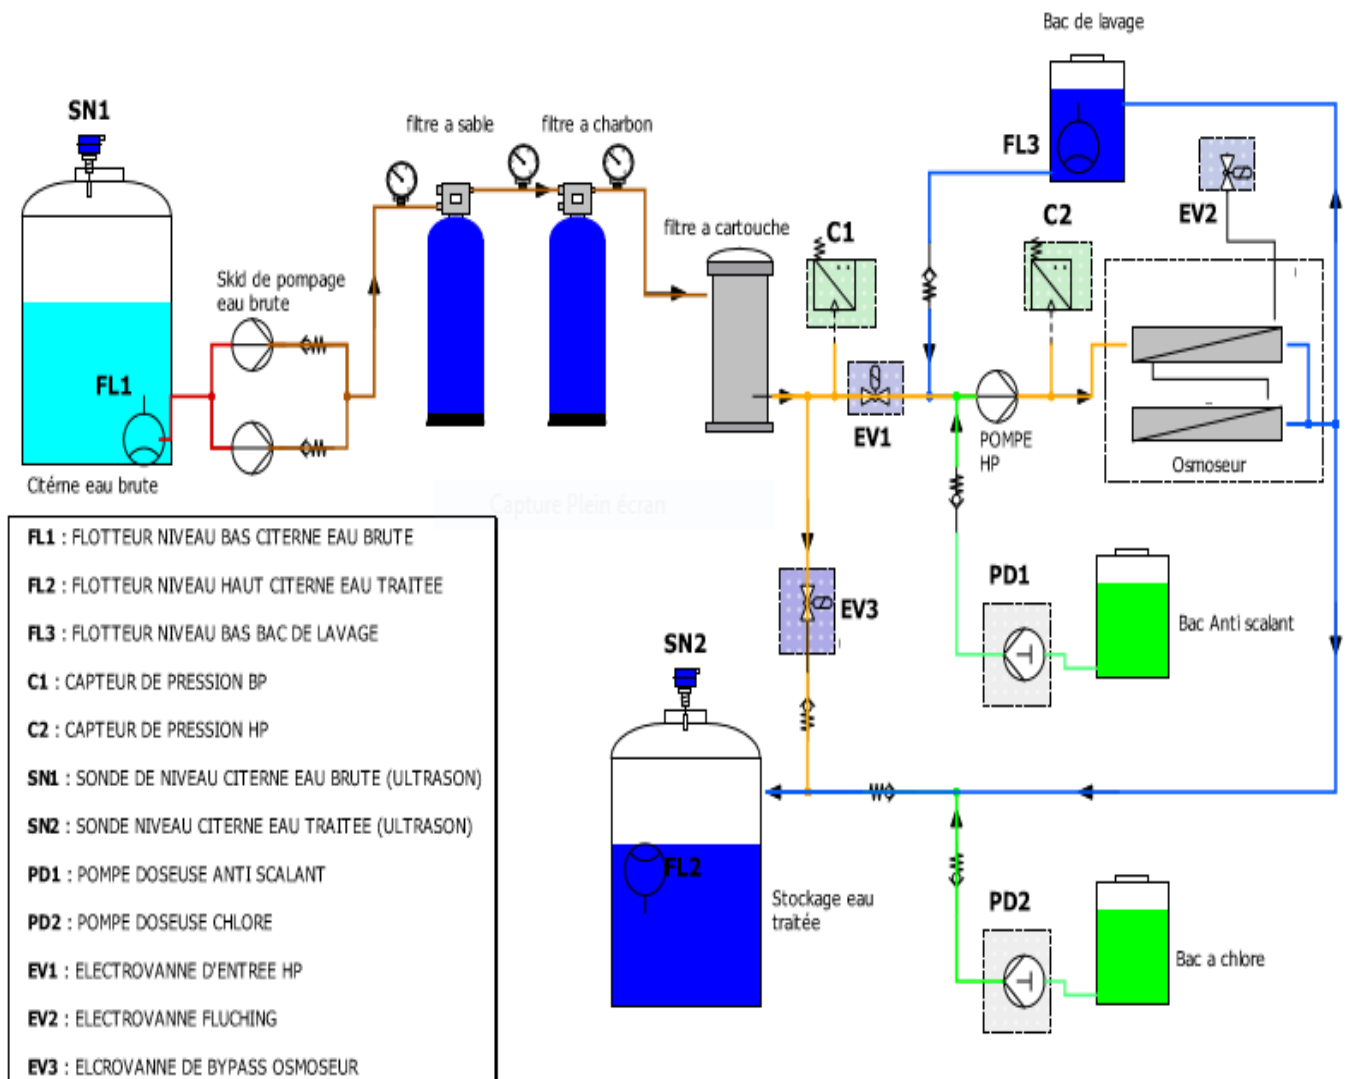 Bac de lavage
SN1
filtre a sable
filtre a charbon
FL3
EV2
C1
C2
filtre a cartouche
Skid de pompage
eau brute
FL1
EV1
POMPE
HP
Osmoseur
Citérne eau brute
Capture Plein écran
FL1 : FLOTTEUR NIVEAU BAS CITERNE EAU BRUTE
FL2 : FLOTTEUR NIVEAU HAUT CITERNE EAU TRAITEE
FL3 : FLOTTEUR NIVEAU BAS BAC DE LAVAGE
C1 : CAPTEUR DE PRESSION BP
C2 : CAPTEUR DE PRESSION HP
SN1 : SONDE DE NIVEAU CITERNE EAU BRUTE (ULTRASON)
SN2 : SONDE NIVEAU CITERNE EAU TRAITEE (ULTRASON)
PD1 : POMPE DOSEUSE ANTI SCALANT
PD2 : POMPE DOSEUSE CHLORE
EV1 : ELECTROVANNE D'ENTREE HP
EV2 : ELECTROVANNE FLUCHING
EV3 : ELCROVANNE DE BYPASS OSMOSEUR
EV3
PD1
Bac Anti scalant
SN2
FL2
Stockage eau
traitée
PD2
Bac a chlore